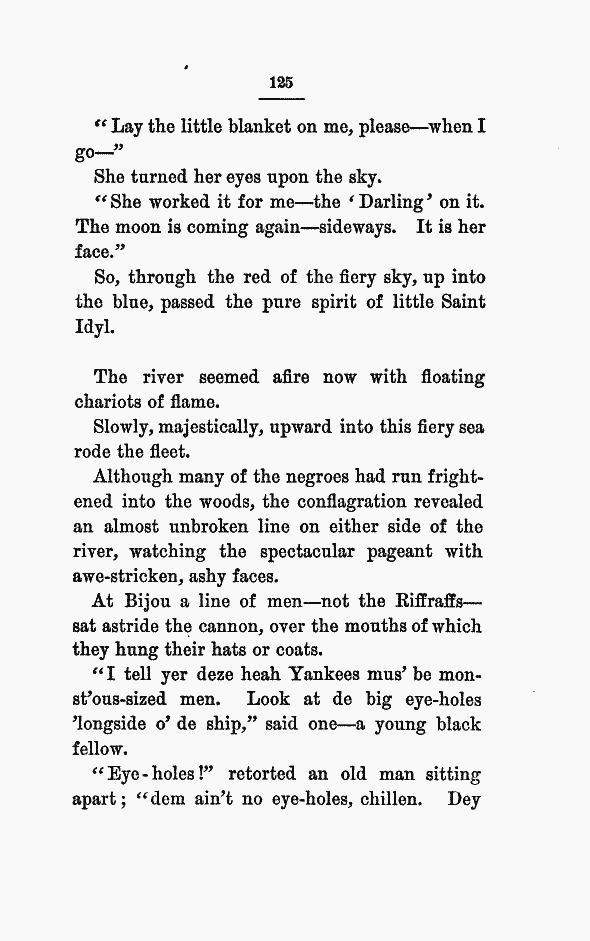 125
“Lay the little blanket on me, please—when I
go—”
She turned her eyes upon the sky.
“She worked it for me—the ‘Darling’ on it.
The moon is coming again—sideways. It is her
face.”
So, through the red of the fiery sky, up into
the blue, passed the pure spirit of little Saint
Idyl.
The river seemed afire now with floating
chariots of flame.
Slowly, majestically, upward into this fiery sea
rode the fleet.
Although many of the negroes had run fright-
ened into the woods, the conflagration revealed
an almost unbroken line on either side of the
river, watching the spectacular pageant with
awe-stricken, ashy faces.
At Bijou a line of men—not the Riffraffs—
sat astride the cannon, over the mouths of which
they hung their hats or coats.
“I tell yer deze heah Yankees mus’ be mon-
st’ous-sized men. Look at de big eye-holes
’longside o’ de ship,” said one—a young black
fellow.
“Eye-holes!” retorted an old man sitting
apart; “dem ain’t no eye-holes, chillen. Dey